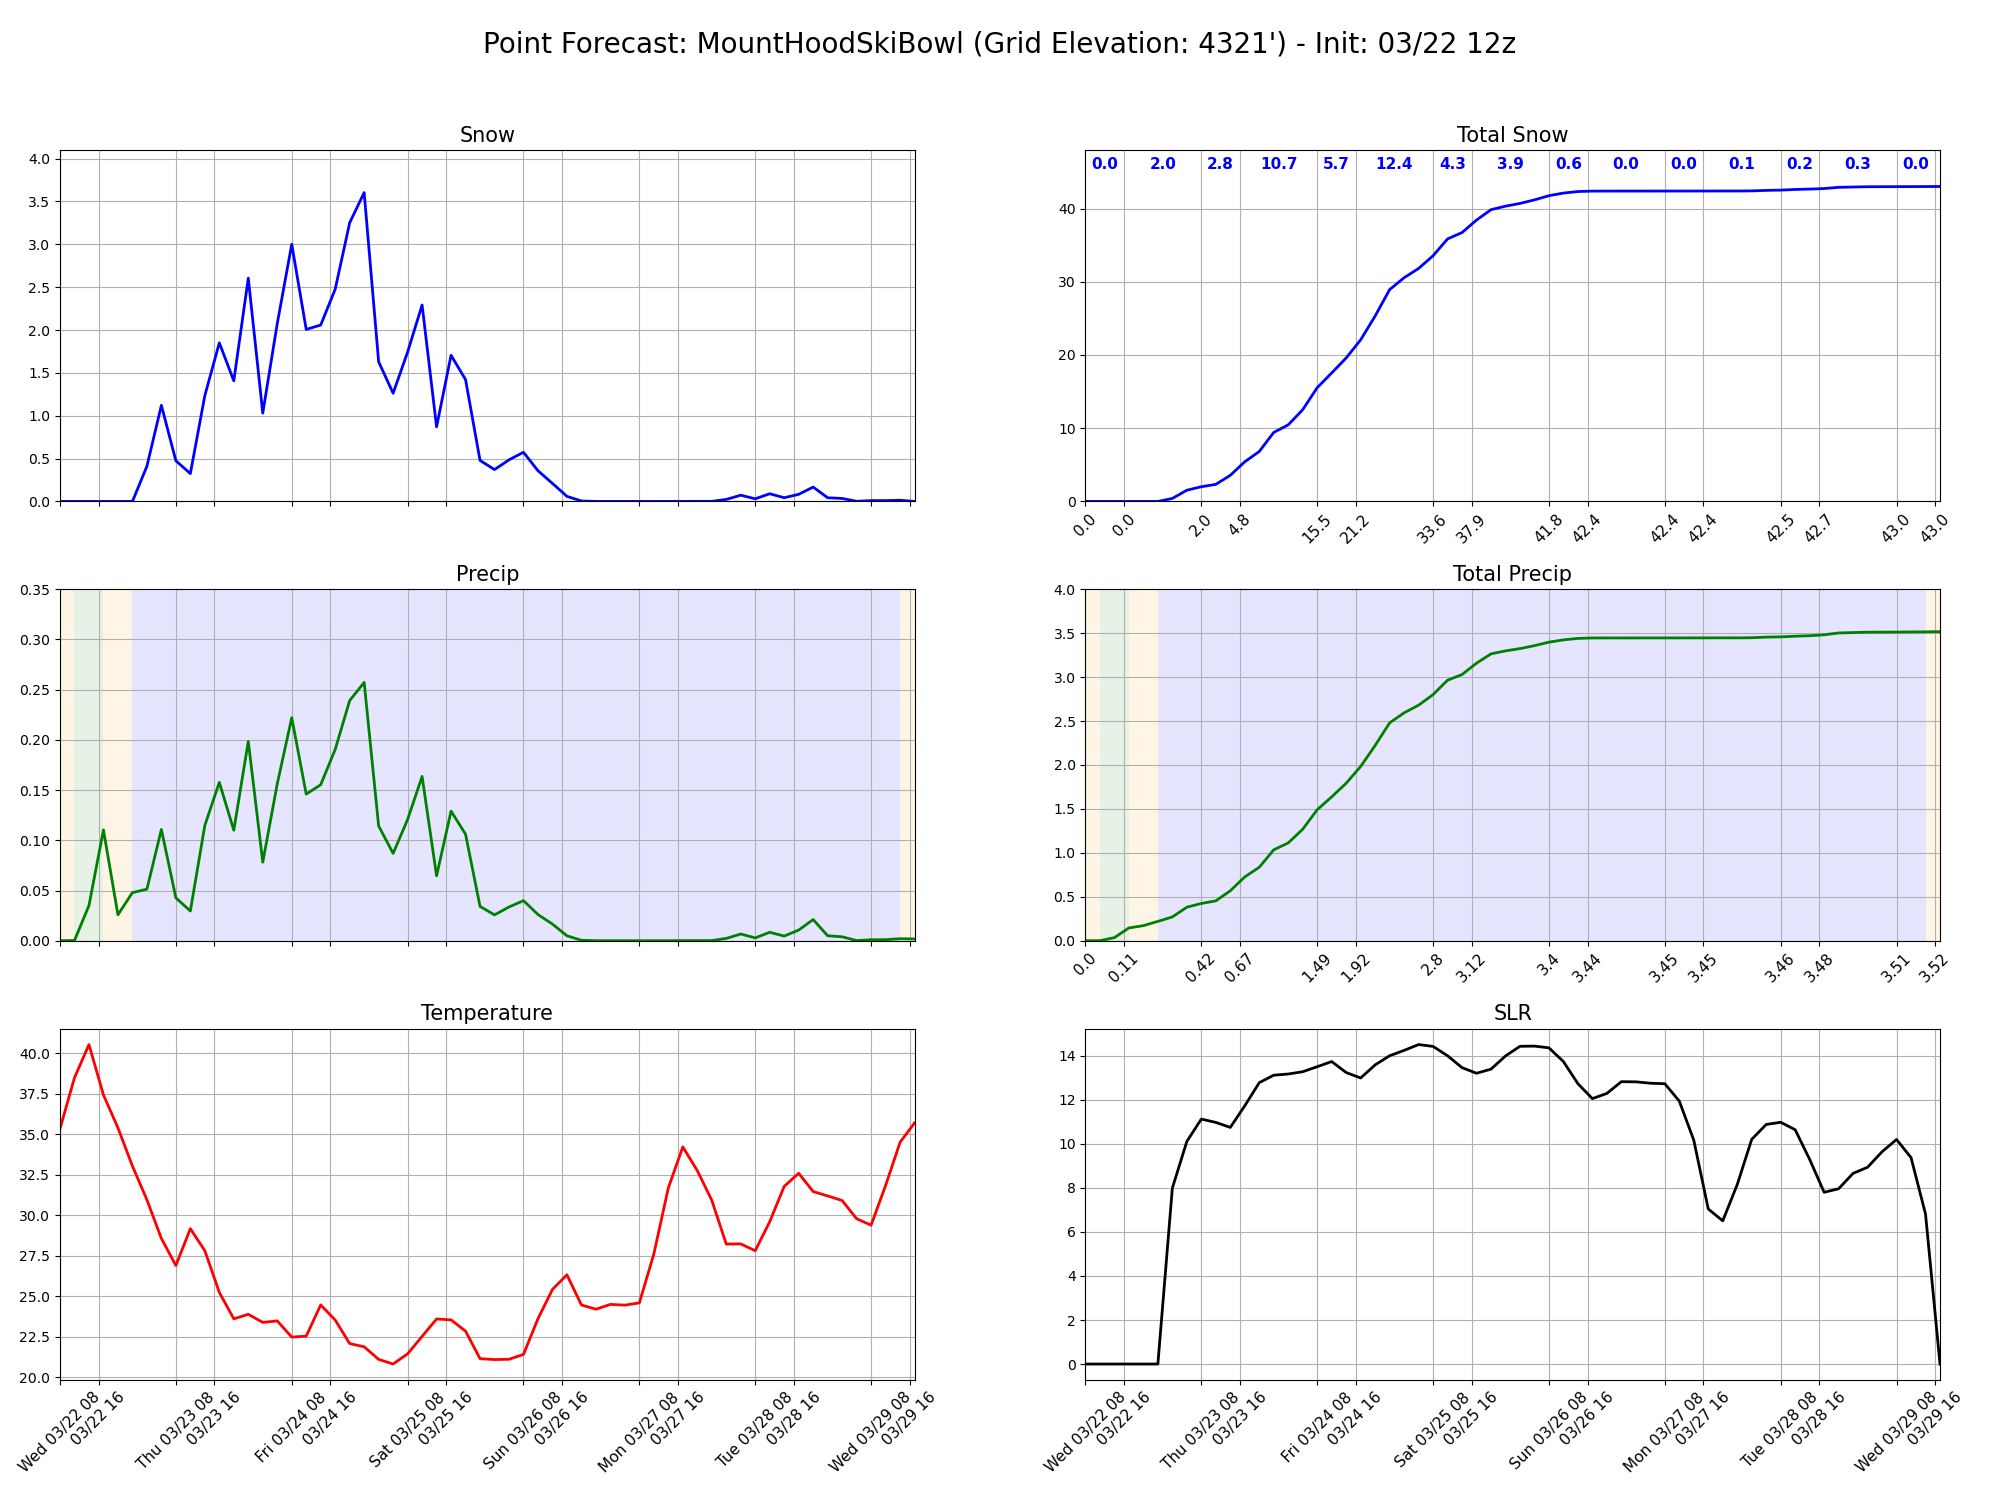 Point Forecast: MountHoodSkiBowl (Grid Elevation: 4321') - Init: 03/22 12z
Snow
4.0
3.5
3.0
2.5
2.0
1.5
1.0
0.5
0.0
Total Snow
0.0 2.0 2.8 10.7 5.7 12.4 4.3 3.9 0.6 0.0 0.0 0.1 0.2 0.3 0.0
40
30
20
10
0
0.0 0.0 2.0 4.8 15.5 21.2 33.6 37.9 41.8 42.4 42.4 42.4 42.5 42.7 43.0 43.0
Precip
0.35
0.30
0.25
0.20
0.15
0.10
0.05
0.00
Total Precip
4.0
3.5
3.0
2.5
2.0
1.5
1.0
0.5
0.0
0.0 0.11 0.42 0.67 1.49 1.92 2.8 3.12 3.4 3.44 3.45 3.45 3.46 3.48 3.51 3.52
Temperature
40.0
37.5
35.0
32.5
30.0
27.5
25.0
22.5
20.0
Wed 03/22 08
03/22 16
Thu 03/23 08
03/23 16
Fri 03/24 08
03/24 16
Sat 03/25 08
03/25 16
Sun 03/26 08
03/26 16
Mon 03/27 08
03/27 16
Tue 03/28 08
03/28 16
Wed 03/29 08
03/29 16
SLR
14
12
10
8
6
4
2
0
Wed 03/22 08
03/22 16
Thu 03/23 08
03/23 16
Fri 03/24 08
03/24 16
Sat 03/25 08
03/25 16
Sun 03/26 08
03/26 16
Mon 03/27 08
03/27 16
Tue 03/28 08
03/28 16
Wed 03/29 08
03/29 16